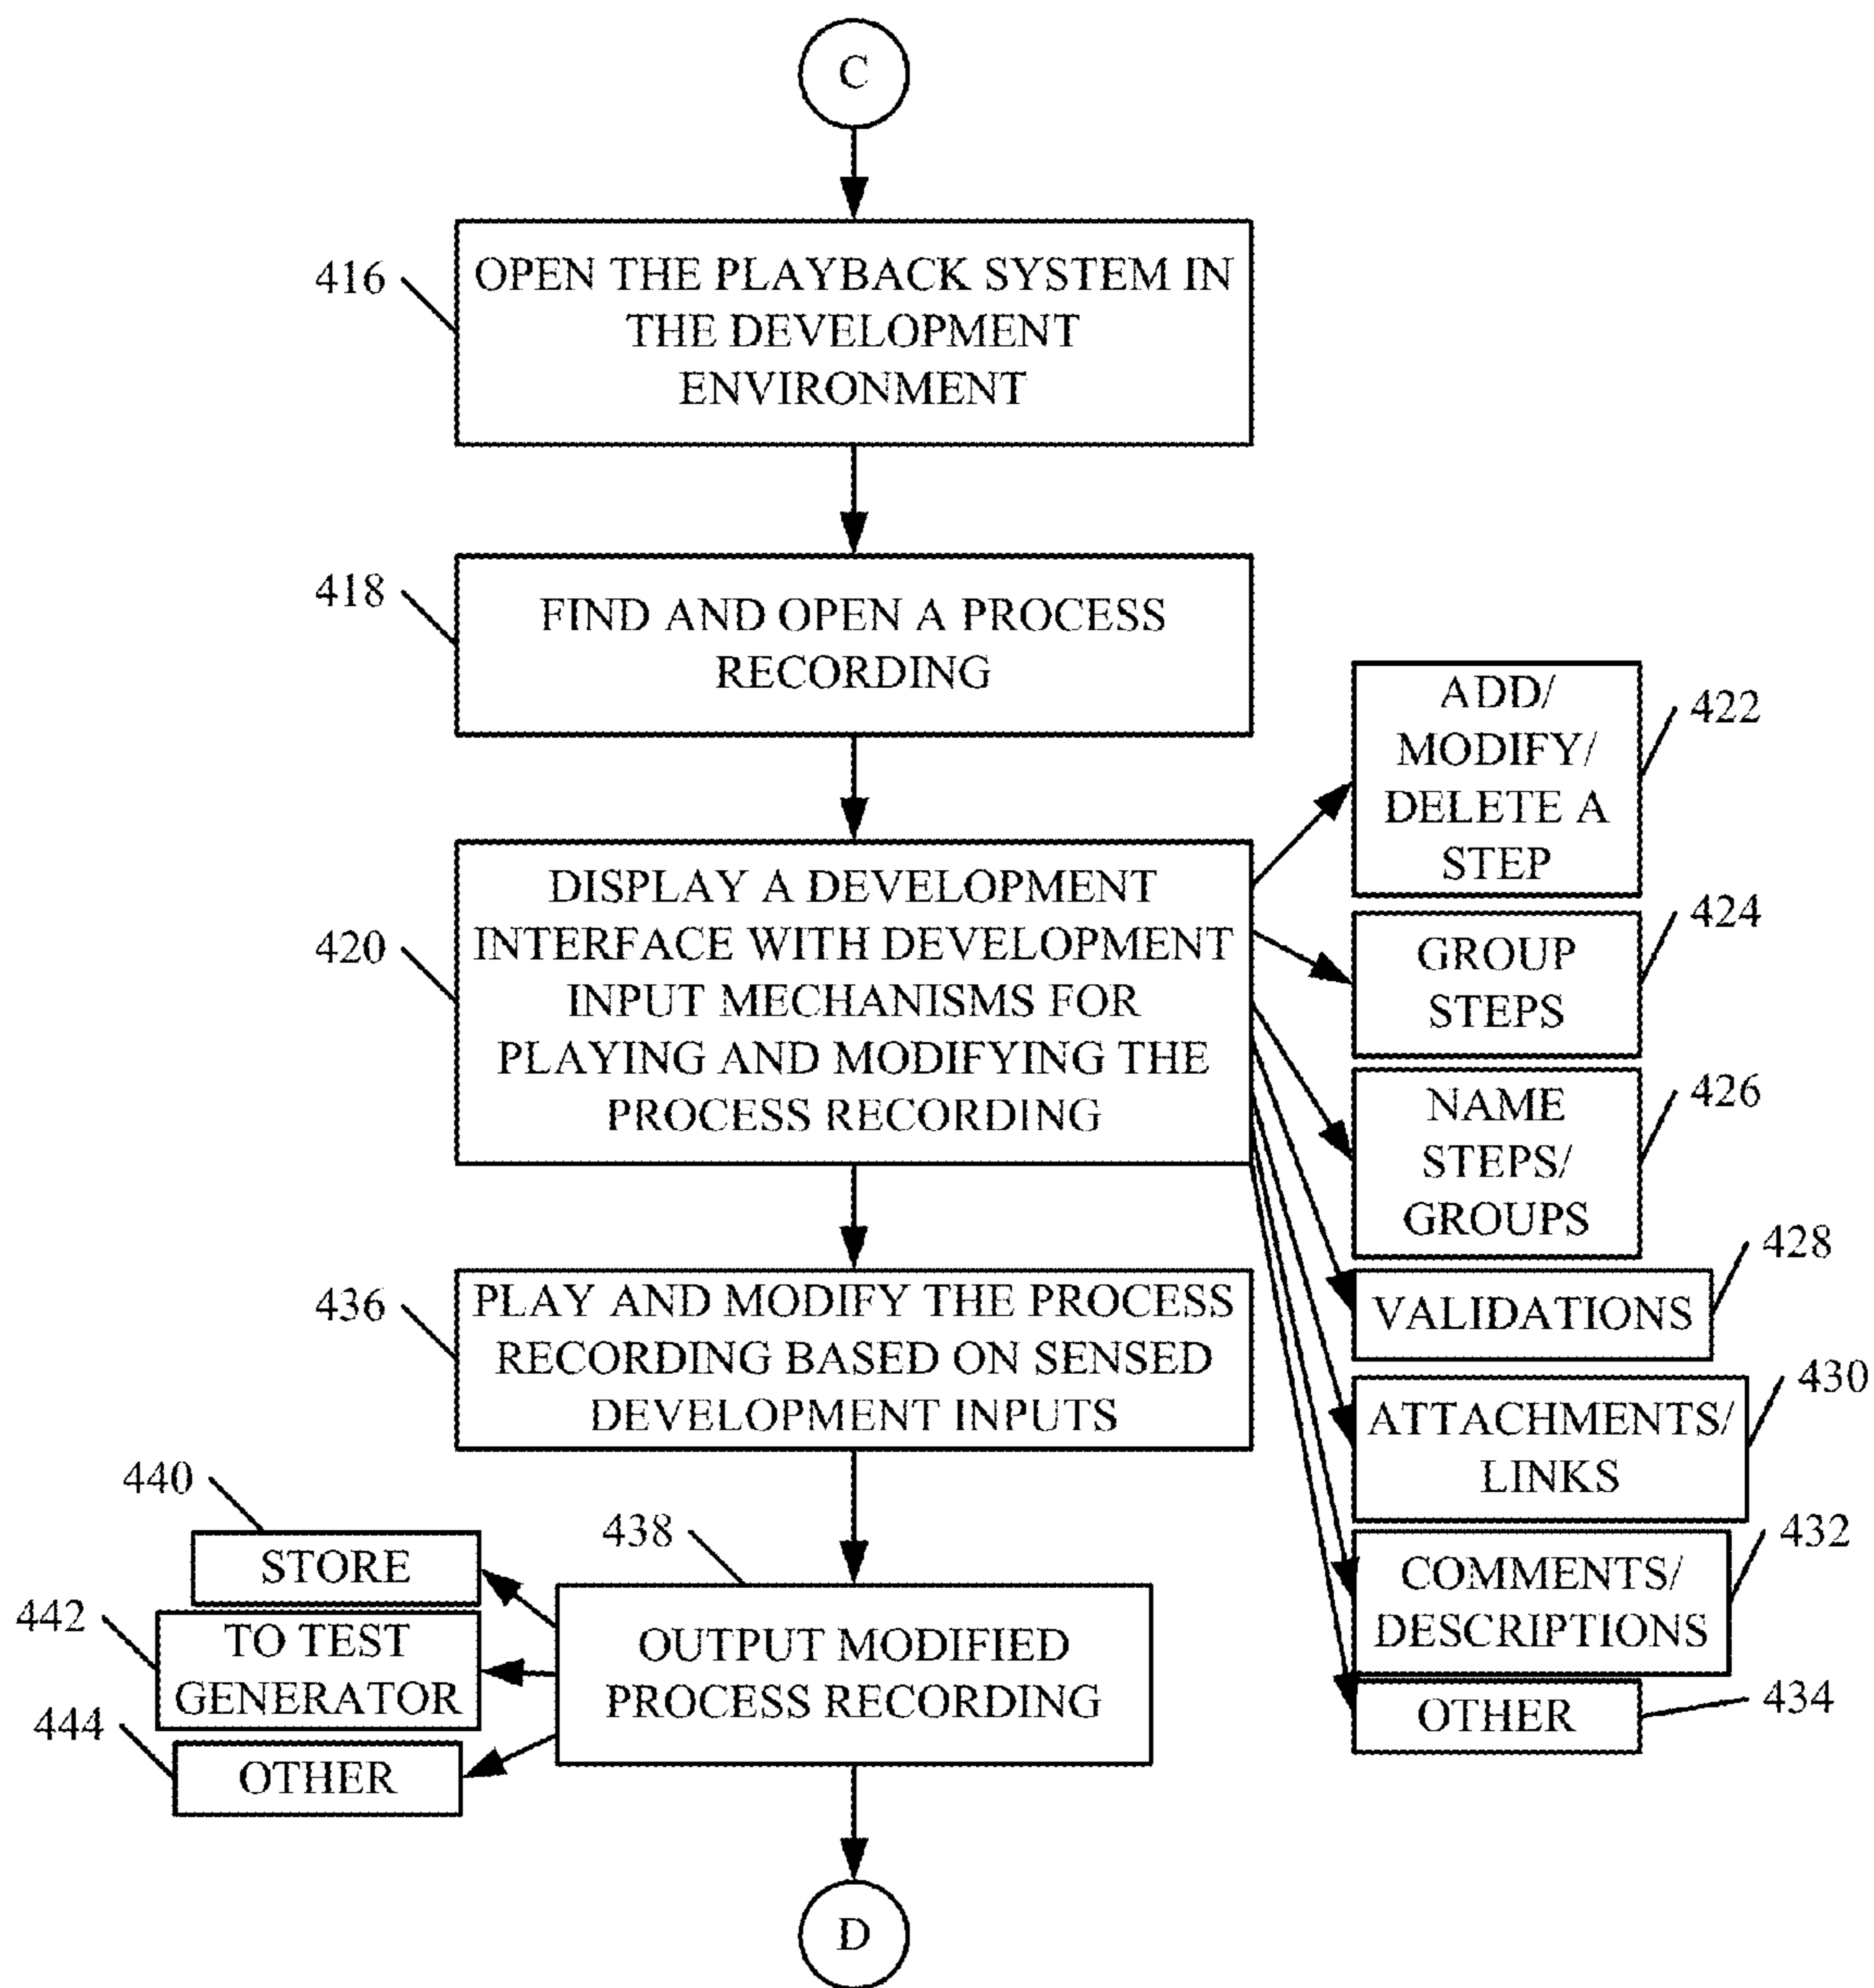 C
416
OPEN THE PLAYBACK SYSTEM IN
THE DEVELOPMENT
ENVIRONMENT
418
FIND AND OPEN A PROCESS
RECORDING
420
DISPLAY A DEVELOPMENT
INTERFACE WITH DEVELOPMENT
INPUT MECHANISMS FOR
PLAYING AND MODIFYING THE
PROCESS RECORDING
ADD/
MODIFY/
DELETE A
STEP
422
GROUP
STEPS
424
NAME
STEPS/
GROUPS
426
VALIDATIONS
428
ATTACHMENTS/
LINKS
430
COMMENTS/
DESCRIPTIONS
432
OTHER
434
436
PLAY AND MODIFY THE PROCESS
RECORDING BASED ON SENSED
DEVELOPMENT INPUTS
438
OUTPUT MODIFIED
PROCESS RECORDING
440
STORE
442
TO TEST
GENERATOR
444
OTHER
D